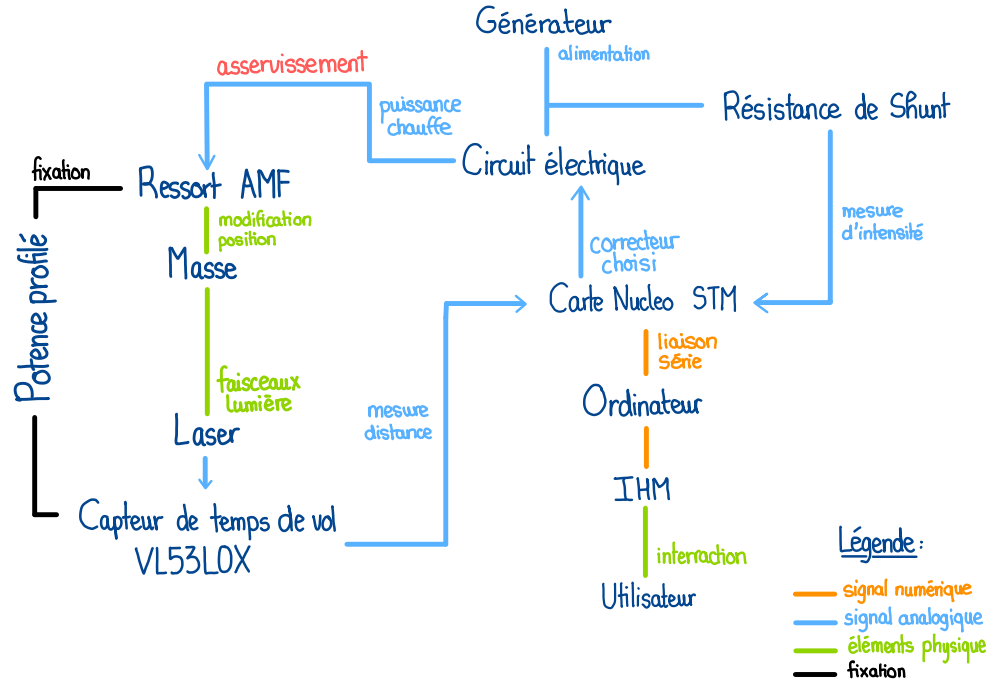 Générateur
alimentation
asservissement
puissance
chauffe
Résistance de Shunt
Circuit électrique
fixation
Ressort AMF
modification
position
mesure
d'intensité
Masse
correcteur
choisi
Carte Nucleo STM
Potence profilé
liaison
série
faisceaux
lumière
Ordinateur
mesure
distance
Laser
IHM
Capteur de temps de vol
VL53L0X
interraction
Utilisateur
Légende :
signal numérique
signal analogique
éléments physique
fixation